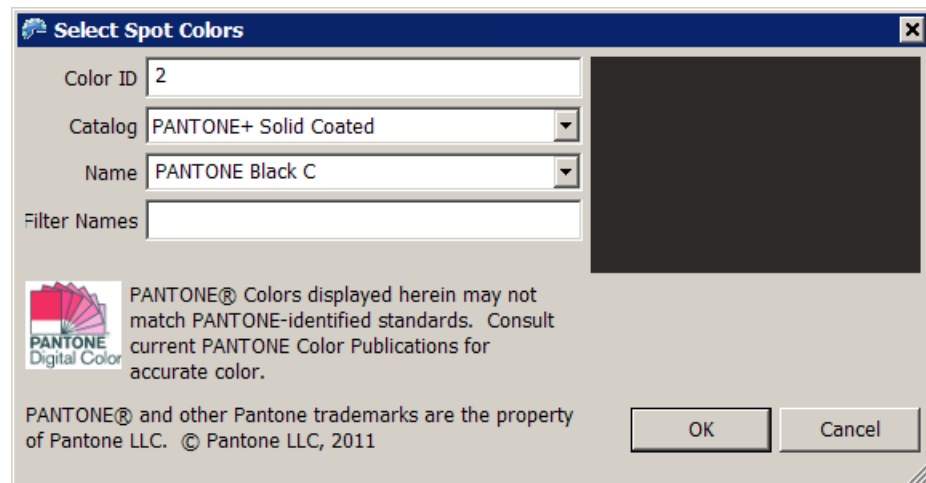 Select Spot Colors
Color ID 2
Catalog PANTONE+ Solid Coated
Name PANTONE Black C
Filter Names
PANTONE
Digital Color
PANTONE® Colors displayed herein may not
match PANTONE-identified standards. Consult
current PANTONE Color Publications for
accurate color.
PANTONE® and other Pantone trademarks are the property
of Pantone LLC. © Pantone LLC, 2011
OK Cancel